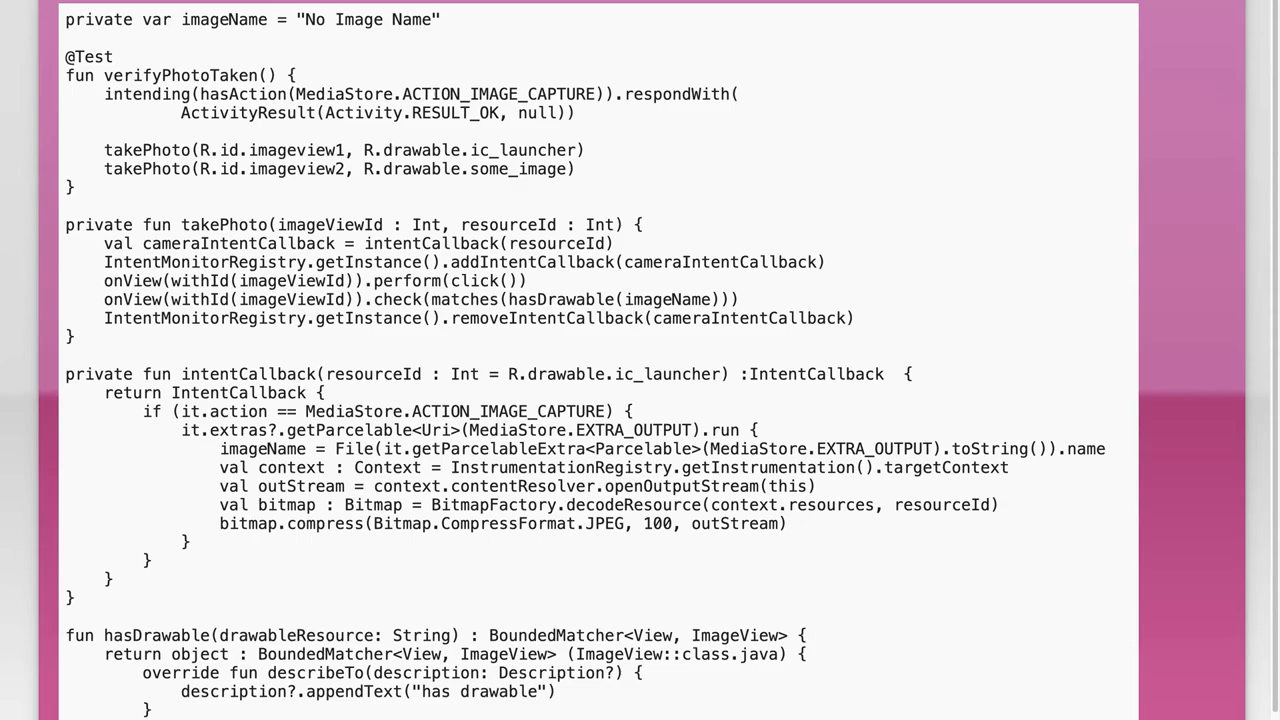 private var imageName = "No Image Name"
@Test
fun verifyPhotoTaken() {
intending(hasAction(MediaStore.ACTION_IMAGE_CAPTURE)).respondWith(
ActivityResult(Activity.RESULT_OK, null))
takePhoto(R.id.imageview1, R.drawable.ic_launcher)
takePhoto(R.id.imageview2, R.drawable.some_image)
}
private fun takePhoto(imageViewId : Int, resourceId : Int) {
val cameraIntentCallback = intentCallback(resourceId)
IntentMonitorRegistry.getInstance().addIntentCallback(cameraIntentCallback)
onView(withId(imageViewId)).perform(click())
onView(withId(imageViewId)).check(matches(hasDrawable(imageName)))
IntentMonitorRegistry.getInstance().removeIntentCallback(cameraIntentCallback)
}
private fun intentCallback(resourceId : Int = R.drawable.ic_launcher) :IntentCallback  {
return IntentCallback {
if (it.action == MediaStore.ACTION_IMAGE_CAPTURE) {
it.extras?.getParcelable<Uri>(MediaStore.EXTRA_OUTPUT).run {
imageName = File(it.getParcelableExtra<Parcelable>(MediaStore.EXTRA_OUTPUT).toString()).name
val context : Context = InstrumentationRegistry.getInstrumentation().targetContext
val outStream = context.contentResolver.openOutputStream(this)
val bitmap : Bitmap = BitmapFactory.decodeResource(context.resources, resourceId)
bitmap.compress(Bitmap.CompressFormat.JPEG, 100, outStream)
}
}
}
}
fun hasDrawable(drawableResource: String) : BoundedMatcher<View, ImageView> {
return object : BoundedMatcher<View, ImageView> (ImageView::class.java) {
override fun describeTo(description: Description?) {
description?.appendText("has drawable")
}